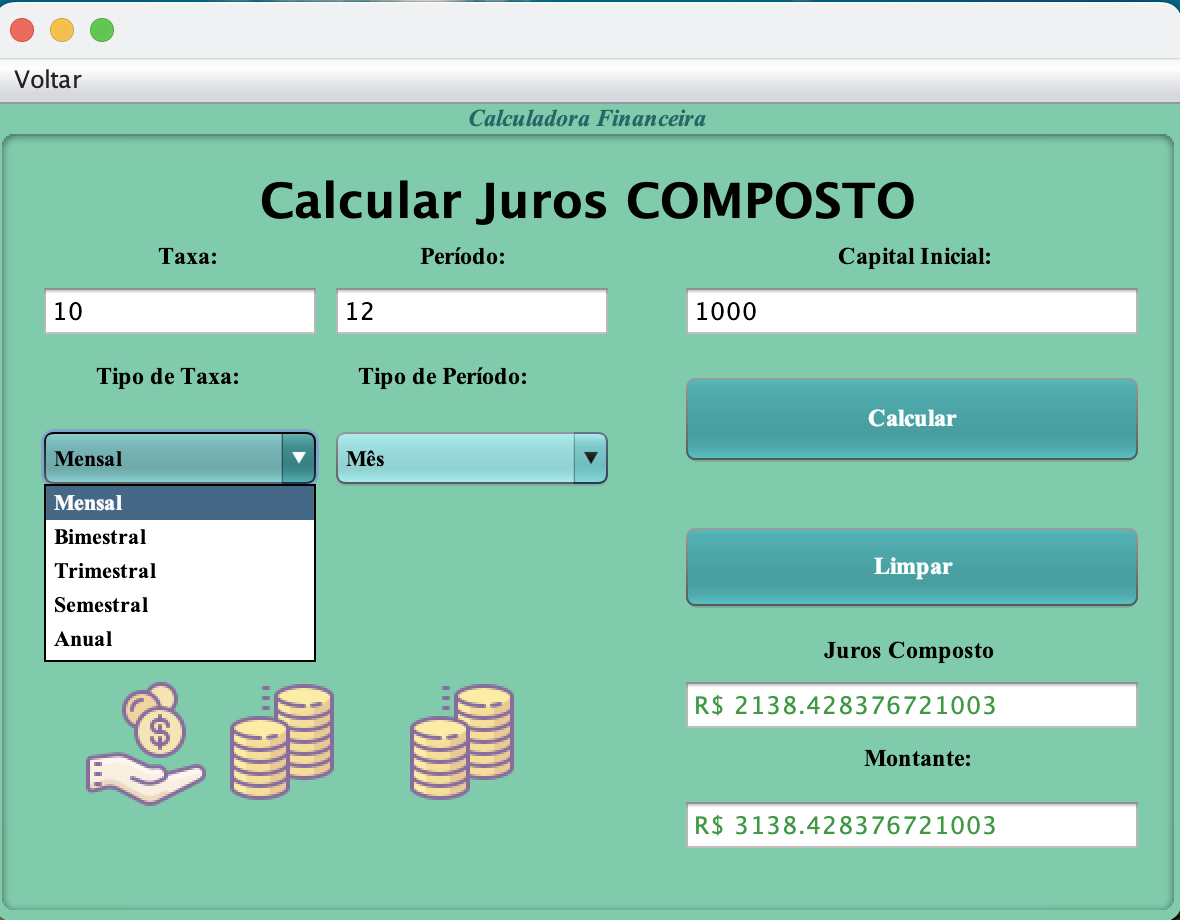 Voltar
Calculadora Financeira
Calcular Juros COMPOSTO
Taxa:
Período:
Capital Inicial:
10
12
1000
Tipo de Taxa:
Tipo de Período:
Calcular
Mensal
Mês
Mensal
Bimestral
Trimestral
Semestral
Anual
Limpar
Juros Composto
R$ 2138.428376721003
Montante:
R$ 3138.428376721003
$